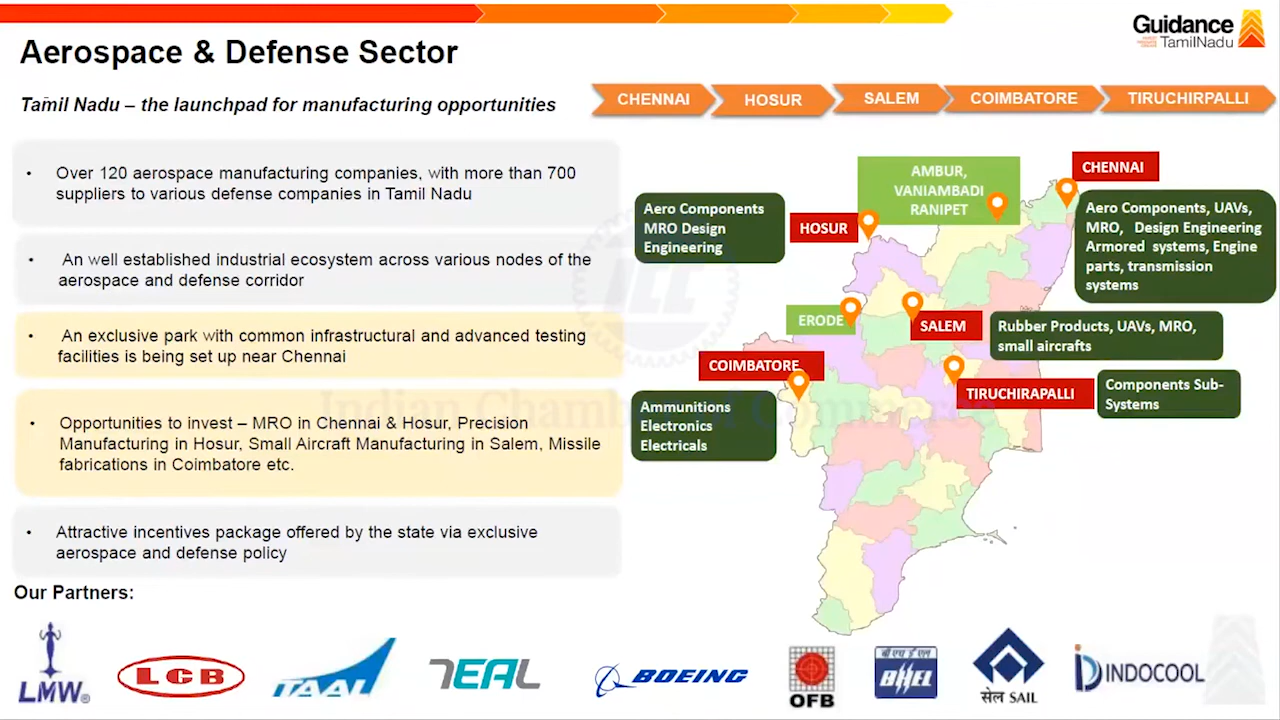 Guidance
TamilNadu
Aerospace & Defense Sector
Tamil Nadu – the launchpad for manufacturing opportunities
CHENNAI
HOSUR
SALEM
COIMBATORE
TIRUCHIRPALLI
• Over 120 aerospace manufacturing companies, with more than 700
suppliers to various defense companies in Tamil Nadu
• An well established industrial ecosystem across various nodes of the
aerospace and defense corridor
• An exclusive park with common infrastructural and advanced testing
facilities is being set up near Chennai
• Opportunities to invest – MRO in Chennai & Hosur, Precision
Manufacturing in Hosur, Small Aircraft Manufacturing in Salem, Missile
fabrications in Coimbatore etc.
• Attractive incentives package offered by the state via exclusive
aerospace and defense policy
AMBUR,
VANIAMBADI
RANIPET
CHENNAI
Aero Components, UAVs,
MRO, Design Engineering
Armored systems, Engine
parts, transmission
systems
Aero Components
MRO Design
Engineering
HOSUR
ERODE
SALEM
Rubber Products, UAVs, MRO,
small aircrafts
COIMBATORE
Ammunitions
Electronics
Electricals
TIRUCHIRAPALLI
Components Sub-
Systems
ICC
Indian Chamber of Commerce
Our Partners:
LMW
LCB
TAAL
TEAL
BOEING
OFB
बी एच ई एल
BHEL
सेल SAIL
INDOCOOL